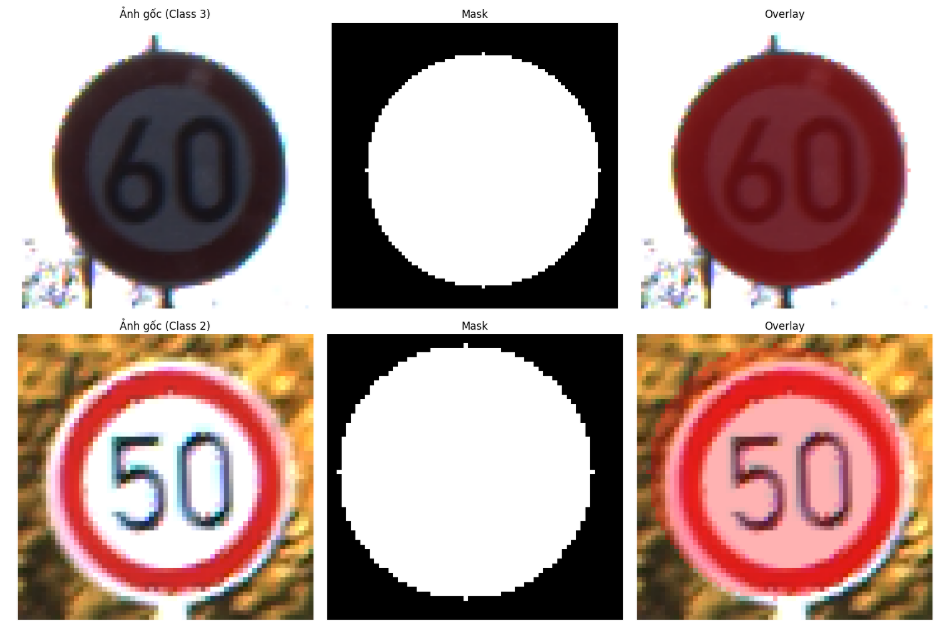 Ảnh gốc (Class 3)
Mask
Overlay
60
60
Ảnh gốc (Class 2)
Mask
Overlay
50
50